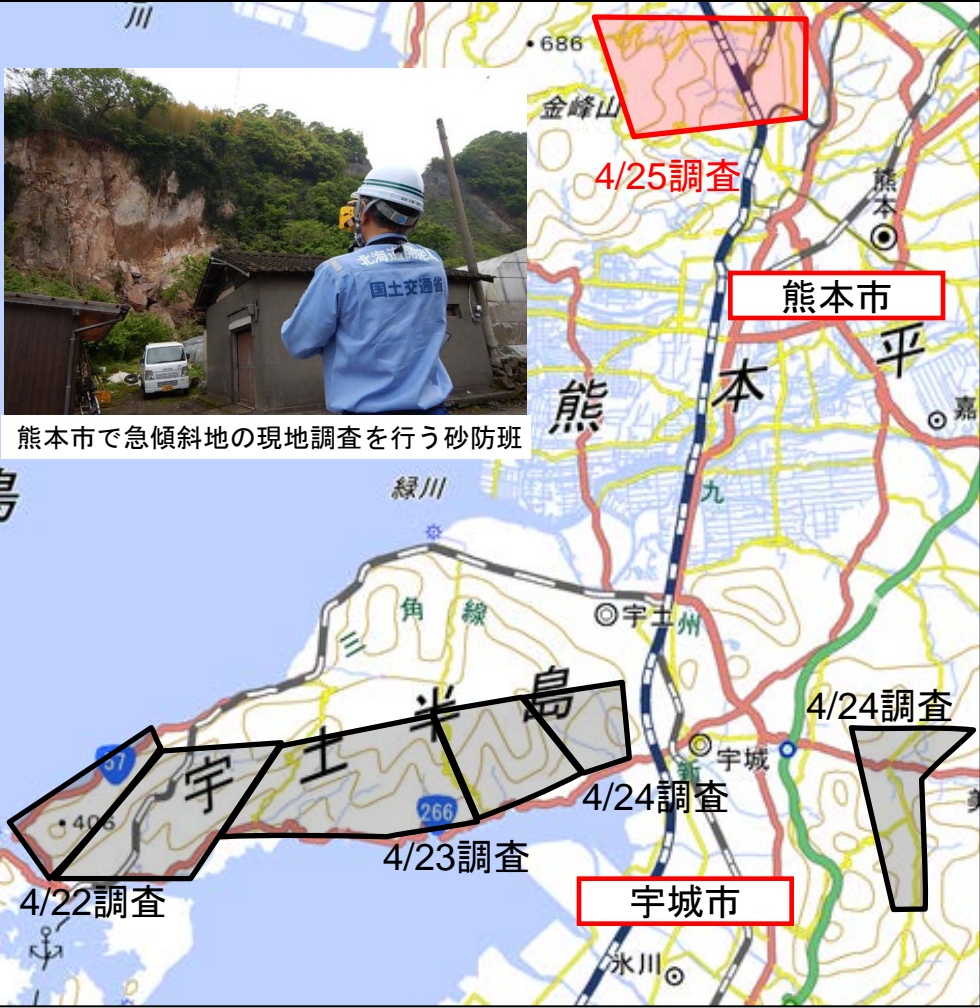 川
686
金峰山
4/25調査
熊本
熊本市
北海道開発局
国土交通省
熊本平
嘉
熊本市で急傾斜地の現地調査を行う砂防班
島
緑川
九
三角線
宇土
州
宇土半島
4/24調査
57
宇城
新
4/24調査
266
406
4/23調査
4/22調査
宇城市
氷川